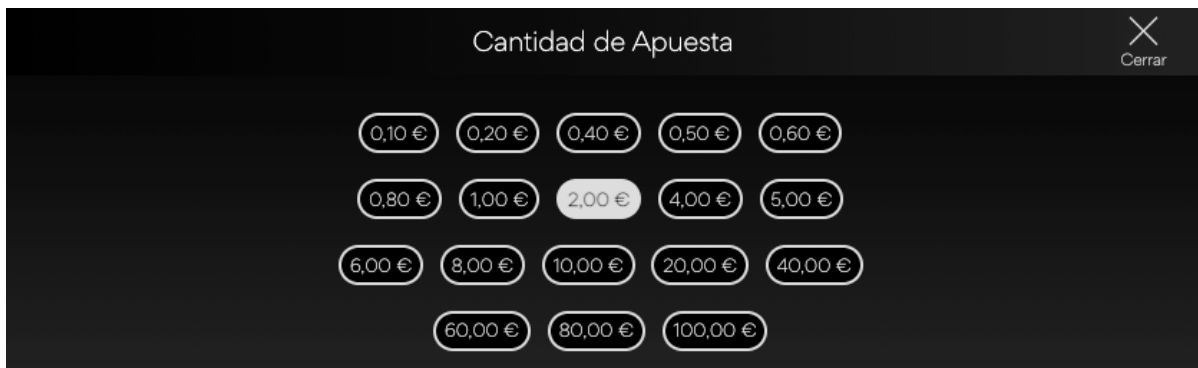 Cantidad de Apuesta
Cerrar
0,10 € 0,20 € 0,40 € 0,50 € 0,60 €
0,80 € 1,00 € 2,00 € 4,00 € 5,00 €
6,00 € 8,00 € 10,00 € 20,00 € 40,00 €
60,00 € 80,00 € 100,00 €